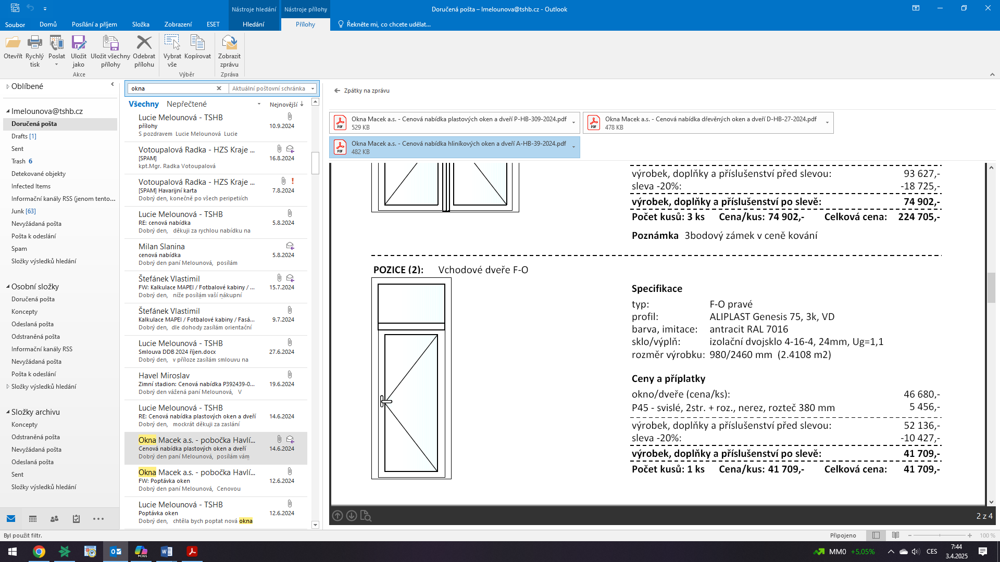 Nástroje hledání
Nástroje přílohy
Doručená pošta – lmelounova@tshb.cz - Outlook
Soubor
Domů
Posílání a příjem
Složka
Zobrazení
ESET
Hledání
Přílohy
Řekněte mi, co chcete udělat...
Otevřít
Rychlý tisk
Poslat
Uložit jako
Uložit všechny přílohy
Odebrat přílohu
Vybrat vše
Kopírovat
Zobrazit zprávu
Akce
Výběr
Zpráva
Oblíbené
lmelounova@tshb.cz
Doručená pošta
Drafts [1]
Sent
Trash 6
Detekované objekty
Infected Items
Informační kanály RSS (jenom tento...
Junk [63]
Nevyžádaná pošta
Pošta k odeslání
Spam
Složky výsledků hledání
Osobní složky
Doručená pošta
Koncepty
Odeslaná pošta
Odstraněná pošta
Informační kanály RSS
Nevyžádaná pošta
Pošta k odeslání
Složky výsledků hledání
Složky archivu
Koncepty
Odstraněná pošta
Nevyžádaná pošta
Odeslaná pošta
Sent
Složky výsledků hledání
okna
Aktuální poštovní schránka
Všechny Nepřečtené
Nejnovější
Lucie Melounová - TSHB
přílohy 10.9.2024
S pozdravem Lucie Melounová Lucie
Votoupalová Radka - HZS Kraje ...
[SPAM] 16.8.2024
kpt.Mgr. Radka Votoupalová
Votoupalová Radka - HZS Kraje ...
[SPAM] Havarijní karta 7.8.2024
Dobrý den, konečně po všech peripetiích
Lucie Melounová - TSHB
RE: cenová nabídka 5.8.2024
Dobrý den, děkuji za rychlou nabídku na
Milan Slanina
cenová nabídka 5.8.2024
Dobrý den paní Melounová, posílám
Štefánek Vlastimil
FW: Kalkulace MAPEI / Fotbalové kabiny / ... 15.7.2024
Dobrý den, níže posílám vaší nákupní
Štefánek Vlastimil
Kalkulace MAPEI / Fotbalové kabiny / Fasá... 9.7.2024
Dobrý den, dle dohody zasílám orientační
Lucie Melounová - TSHB
Smlouva DDB 2024 říjen.docx 27.6.2024
Dobrý den, v příloze zasílám smlouvu na
Havel Miroslav
Zimní stadion: Cenová nabídka P392439-0... 19.6.2024
Dobrý den vážená paní Melounová, V
Lucie Melounová - TSHB
RE: Cenová nabídka plastových oken a dveří 14.6.2024
Dobrý den, mockrát děkuji za zaslání
Okna Macek a.s. - pobočka Havlí...
Cenová nabídka plastových oken a dveří 14.6.2024
Dobrý den paní Melounová, posílám vám
Okna Macek a.s. - pobočka Havlí...
FW: Poptávka oken 12.6.2024
Dobrý den paní Melounová, Cenovou
Lucie Melounová - TSHB
Poptávka oken 12.6.2024
Dobrý den, chtěla bych poptat nová okna
Zpátky na zprávu
Okna Macek a.s. - Cenová nabídka plastových oken a dveří P-HB-309-2024.pdf
529 KB
Okna Macek a.s. - Cenová nabídka dřevěných oken a dveří D-HB-27-2024.pdf
478 KB
Okna Macek a.s. - Cenová nabídka hliníkových oken a dveří A-HB-39-2024.pdf
482 KB
výrobek, doplňky a příslušenství před slevou: 93 627,-
sleva -20%: -18 725,-
výrobek, doplňky a příslušenství po slevě: 74 902,-
Počet kusů: 3 ks Cena/kus: 74 902,- Celková cena: 224 705,-
Poznámka 3bodový zámek v ceně kování
POZICE (2): Vchodové dveře F-O
Specifikace
typ: F-O pravé
profil: ALIPLAST Genesis 75, 3k, VD
barva, imitace: antracit RAL 7016
sklo/výplň: izolační dvojsklo 4-16-4, 24mm, Ug=1,1
rozměr výrobku: 980/2460 mm (2.4108 m2)
Ceny a příplatky
okno/dveře (cena/ks): 46 680,-
P45 - svislé, 2str. + roz., nerez, rozteč 380 mm 5 456,-
výrobek, doplňky a příslušenství před slevou: 52 136,-
sleva -20%: -10 427,-
výrobek, doplňky a příslušenství po slevě: 41 709,-
Počet kusů: 1 ks Cena/kus: 41 709,- Celková cena: 41 709,-
2 z 4
Byl použit filtr.
Připojeno
100 %
MM0 +5,05%
CES
7:44
3.4.2025